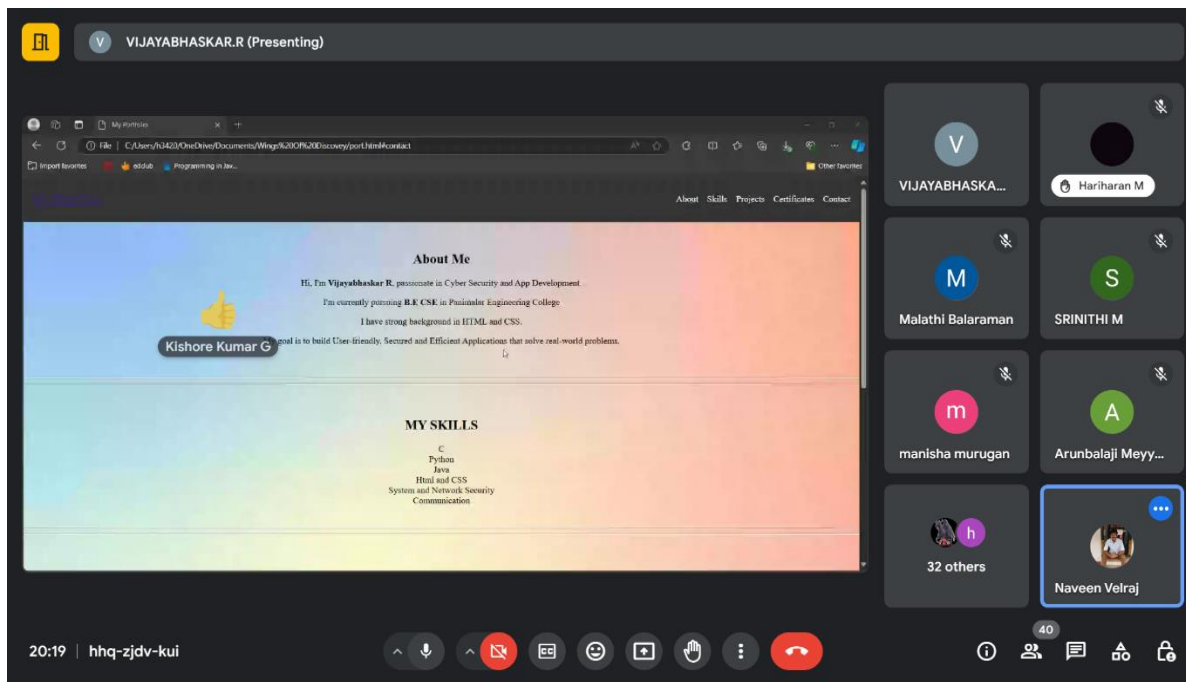 V VIJAYABHASKAR.R (Presenting)
My Portfolio
File | C:/Users/h3420/OneDrive/Documents/Wings%20Of%20Discovey/port.html#contact
Import favorites edclub Programming in Jav... Other favorites
About Skills Projects Certificates Contact
About Me
Hi, I'm Vijayabhaskar R, passionate in Cyber Security and App Development
I'm currently pursuing B.E CSE in Panimalar Engineering College
I have strong background in HTML and CSS.
goal is to build User-friendly, Secured and Efficient Applications that solve real-world problems.
Kishore Kumar G
MY SKILLS
C
Python
Java
Html and CSS
System and Network Security
Communication
V
VIJAYABHASKA...
Hariharan M
M
Malathi Balaraman
S
SRINITHI M
m
manisha murugan
A
Arunbalaji Meyy...
h
32 others
Naveen Velraj
20:19 | hhq-zjdv-kui
CC
40